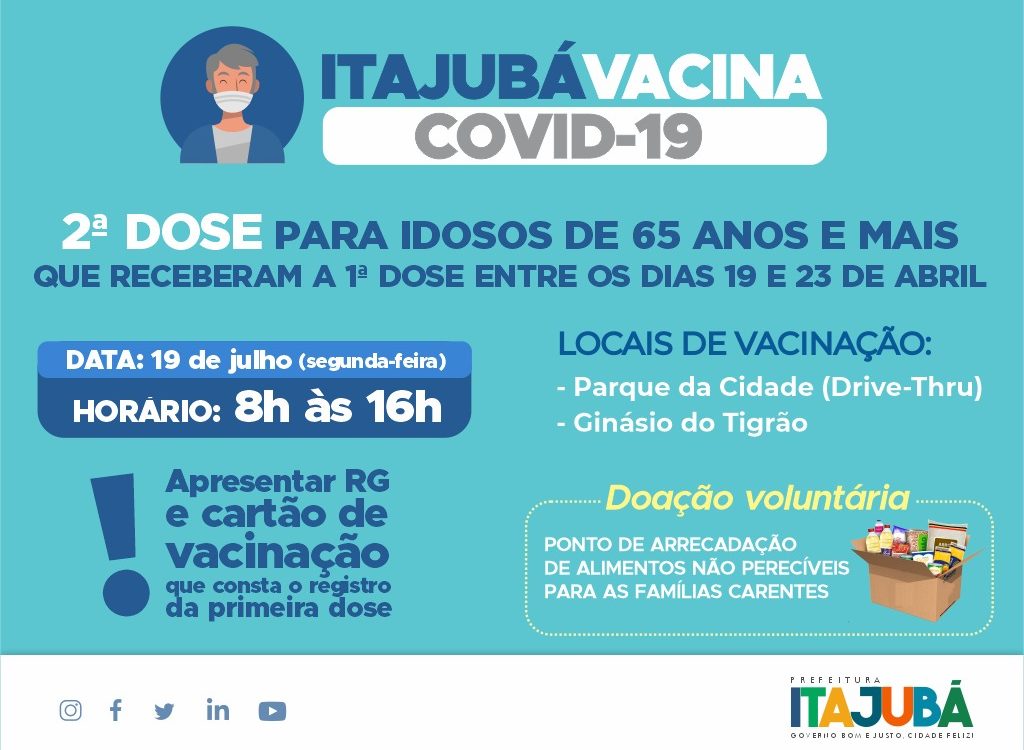 ITAJUBÁVACINA
COVID-19
2ª DOSE PARA IDOSOS DE 65 ANOS E MAIS
QUE RECEBERAM A 1ª DOSE ENTRE OS DIAS 19 E 23 DE ABRIL
DATA: 19 de julho (segunda-feira)
HORÁRIO: 8h às 16h
LOCAIS DE VACINAÇÃO:
- Parque da Cidade (Drive-Thru)
- Ginásio do Tigrão
! Apresentar RG
e cartão de
vacinação
que consta o registro
da primeira dose
Doação voluntária
PONTO DE ARRECADAÇÃO
DE ALIMENTOS NÃO PERECÍVEIS
PARA AS FAMÍLIAS CARENTES
PREFEITURA
ITAJUBÁ
GOVERNO BOM E JUSTO, CIDADE FELIZ!